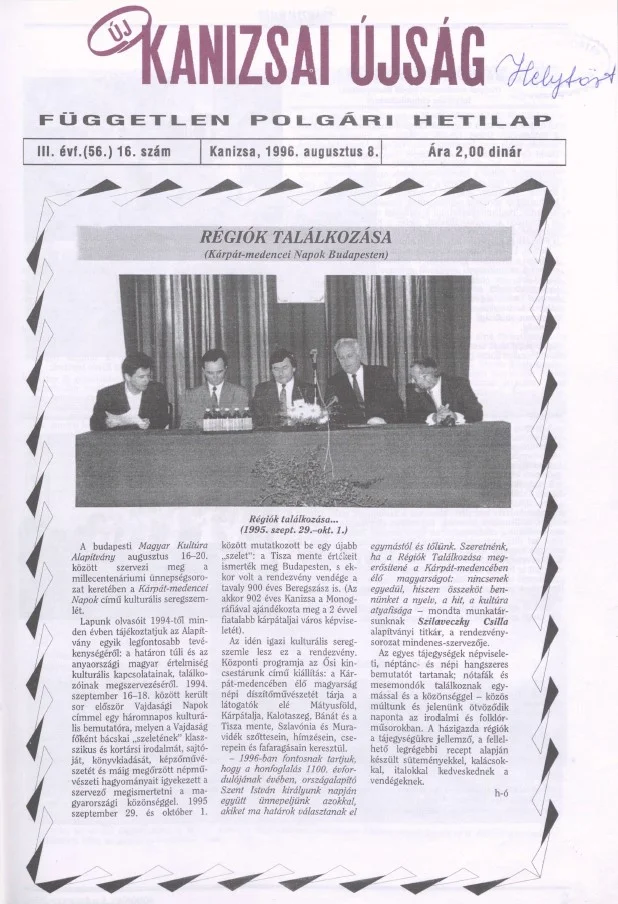 ÚJ
KANIZSAI ÚJSÁG
Helytört
FÜGGETLEN POLGÁRI HETILAP
III. évf.(56.) 16. szám
Kanizsa, 1996. augusztus 8.
Ára 2,00 dinár
RÉGIÓK TALÁLKOZÁSA
(Kárpát-medencei Napok Budapesten)
Régiók találkozása...
(1995. szept. 29.–okt. 1.)
A budapesti Magyar Kultúra
Alapítvány augusztus 16–20.
között szervezi meg a
millecentenáriumi ünnepségsoro-
zat keretében a Kárpát-medencei
Napok című kulturális seregszem-
lét.
Lapunk olvasóit 1994-től min-
den évben tájékoztatjuk az Alapít-
vány egyik legfontosabb tevé-
kenységéről: a határon túli és az
anyaországi magyar értelmiség
kulturális kapcsolatainak, találko-
zóinak megszervezéséről. 1994.
szeptember 16–18. között került
sor először Vajdasági Napok
címmel egy háromnapos kulturá-
lis bemutatóra, melyen a Vajdaság
főként bácskai „szeletének” klasz-
szikus és kortársi irodalmát, sajtó-
ját, könyvkiadását, képzőművé-
szetét és máig megőrzött népmű-
vészeti hagyományait igyekezett a
szervező megismertetni a ma-
gyarországi közönséggel. 1995
szeptember 29. és október 1.
között mutatkozott be egy újabb
„szelet”: a Tisza mente értékeit
ismerték meg Budapesten, s ek-
kor volt a rendezvény vendége a
tavaly 900 éves Beregszász is. (Az
akkor 902 éves Kanizsa a Monog-
ráfiával ajándékozta meg a 2 évvel
fiatalabb kárpátaljai város képvise-
letét).
Az idén igazi kulturális sereg-
szemle lesz ez a rendezvény.
Központi programja az Ősi kin-
csestárunk című kiállítás: a Kár-
pát-medencében élő magyarság
népi díszítőművészetét tárja a
látogatók elé Mátyusföld,
Kárpátalja, Kalotaszeg, Bánát és a
Tisza mente, Szlavónia és Mura-
vidék szőttesein, hímzésein, cse-
repein és fafaragásain keresztül.
– 1996-ban fontosnak tartjuk,
hogy a honfoglalás 1100. évfor-
dulójának évében, országalapító
Szent István királyunk napján
együtt ünnepeljünk azokkal,
akiket ma határok választanak el
egymástól és tőlünk. Szeretnénk,
ha a Régiók Találkozása meg-
erősítené a Kárpát-medencében
élő magyarságot: nincsenek
egyedül, hiszen összeköt ben-
nünket a nyelv, a hit, a kultúra
atyafisága – mondta munkatár-
sunknak Szilaveczky Csilla
alapítványi titkár, a rendezvény-
sorozat mindenes-szervezője.
Az egyes tájegységek népvisele-
ti, néptánc- és népi hangszeres
bemutatót tartanak; nótafák és
mesemondók találkoznak egy-
mással és a közönséggel – közös
múltunk és jelenünk ötvöződik
naponta az irodalmi és folklór-
műsorokban. A házigazda régiók
a tájegységükre jellemző, a fellel-
hető legrégebbi recept alapján
készült süteményekkel, kalácsok-
kal, italokkal kedveskednek a
vendégeknek.
h-ó